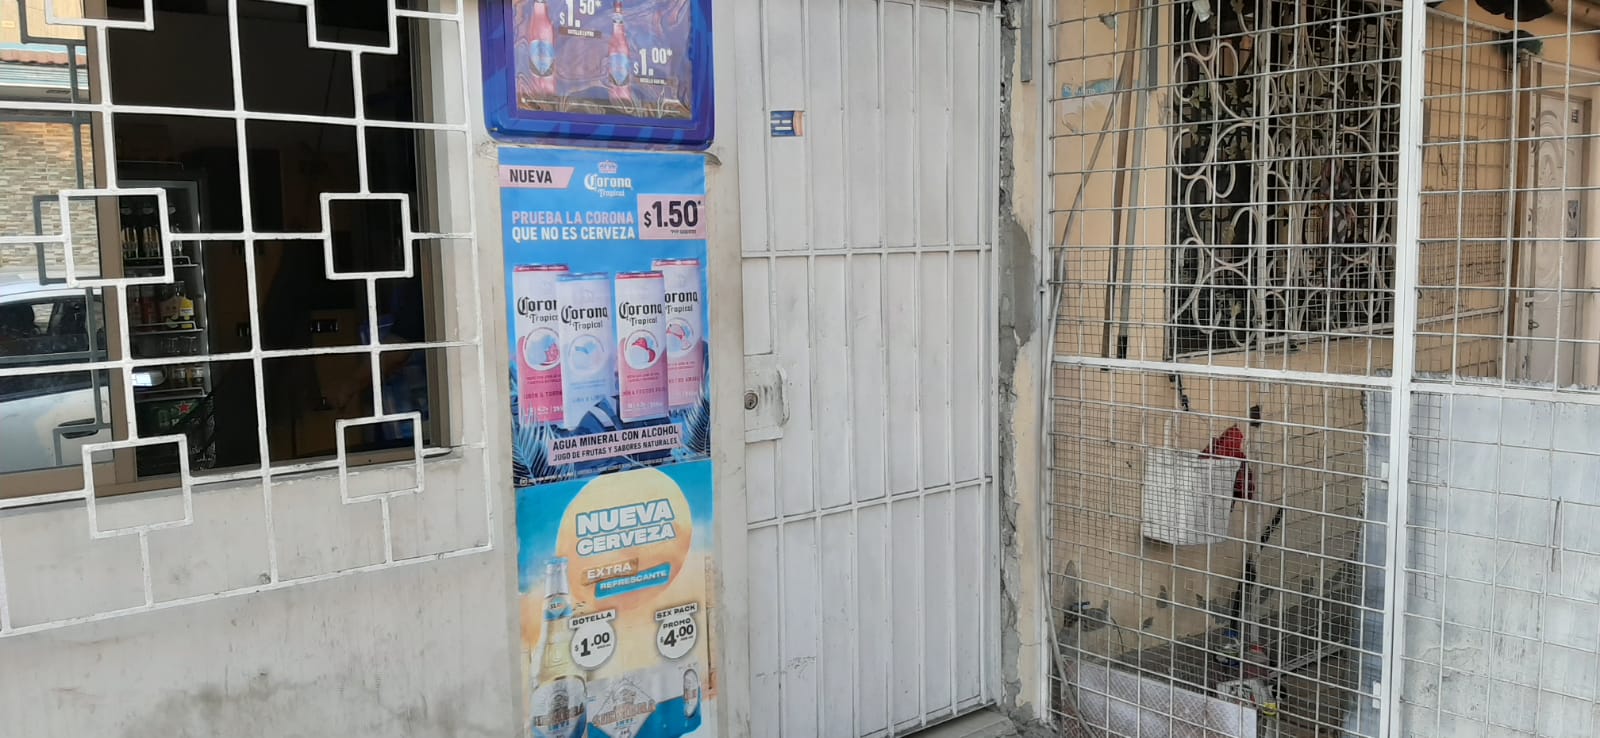 $1.50*
BOTELLA LITRO
$1.00*
NUEVA
Corona
Tropical
PRUEBA LA CORONA
QUE NO ES CERVEZA
$1.50*
Corona
Tropical
Corona
Tropical
Corona
Tropical
AGUA MINERAL CON ALCOHOL
JUGO DE FRUTAS Y SABORES NATURALES
NUEVA
CERVEZA
EXTRA
REFRESCANTE
BOTELLA
$1.00
SIX PACK
PROMO
$4.00